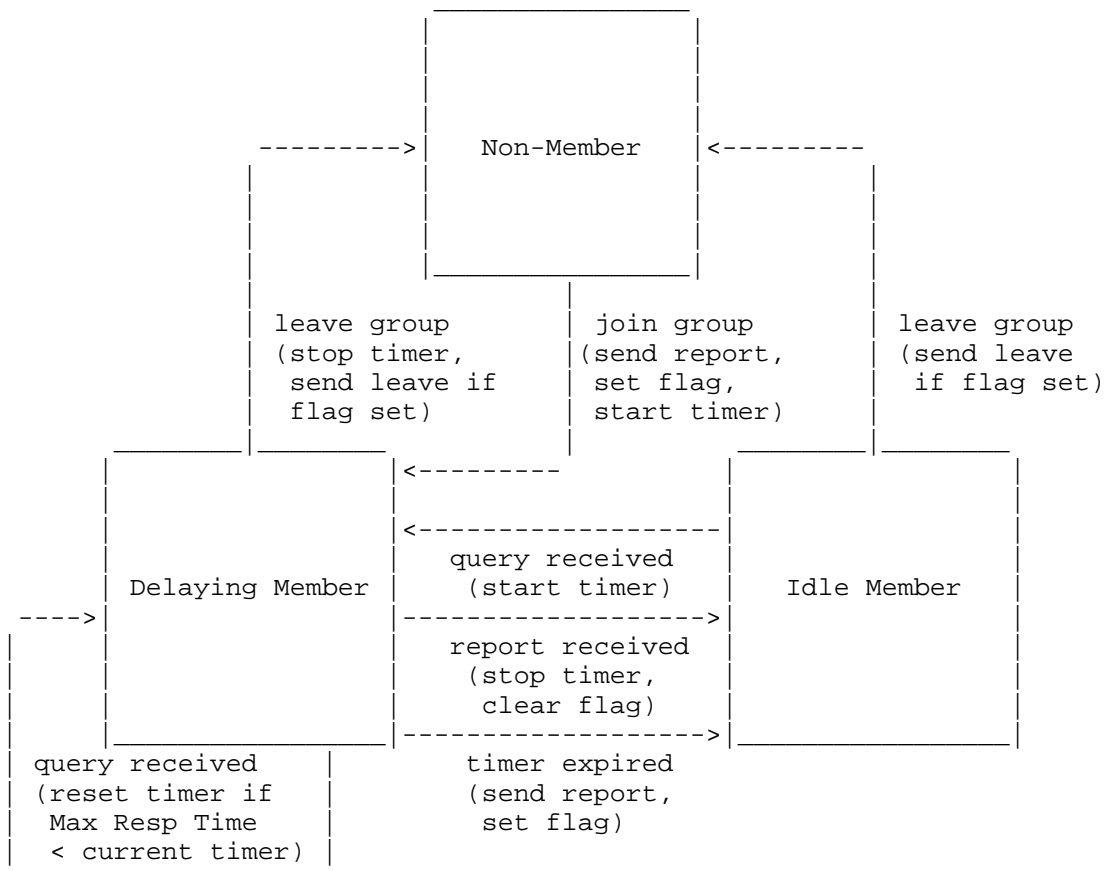 Non-Member
leave group
(stop timer,
send leave if
flag set)
join group
(send report,
set flag,
start timer)
leave group
(send leave
if flag set)
query received
(start timer)
Delaying Member
Idle Member
report received
(stop timer,
clear flag)
query received
(reset timer if
Max Resp Time
< current timer)
timer expired
(send report,
set flag)